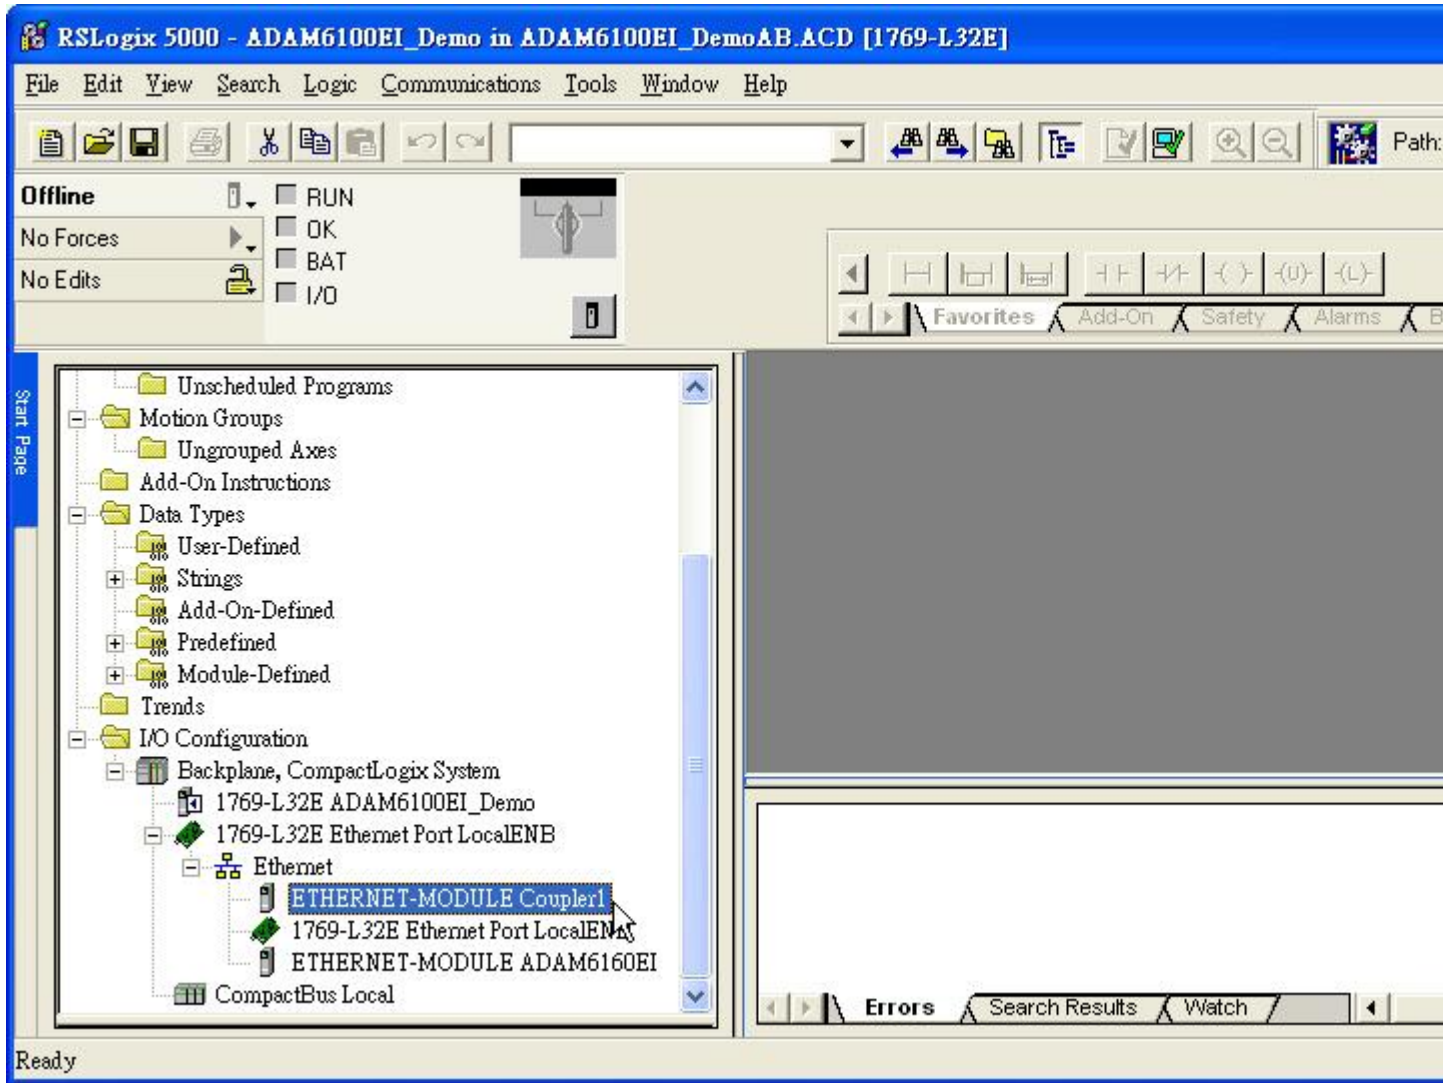 RSLogix 5000 - ADAM6100EI_Demo in ADAM6100EI_DemoAB.ACD [1769-L32E]
File Edit View Search Logic Communications Tools Window Help
Path:
Offline
RUN
No Forces
OK
BAT
No Edits
I/O
Favorites Add-On Safety Alarms B
Start Page
Unscheduled Programs
Motion Groups
Ungrouped Axes
Add-On Instructions
Data Types
User-Defined
Strings
Add-On-Defined
Predefined
Module-Defined
Trends
I/O Configuration
Backplane, CompactLogix System
1769-L32E ADAM6100EI_Demo
1769-L32E Ethernet Port LocalENB
Ethernet
ETHERNET-MODULE Coupler1
1769-L32E Ethernet Port LocalENB
ETHERNET-MODULE ADAM6160EI
CompactBus Local
Errors Search Results Watch
Ready